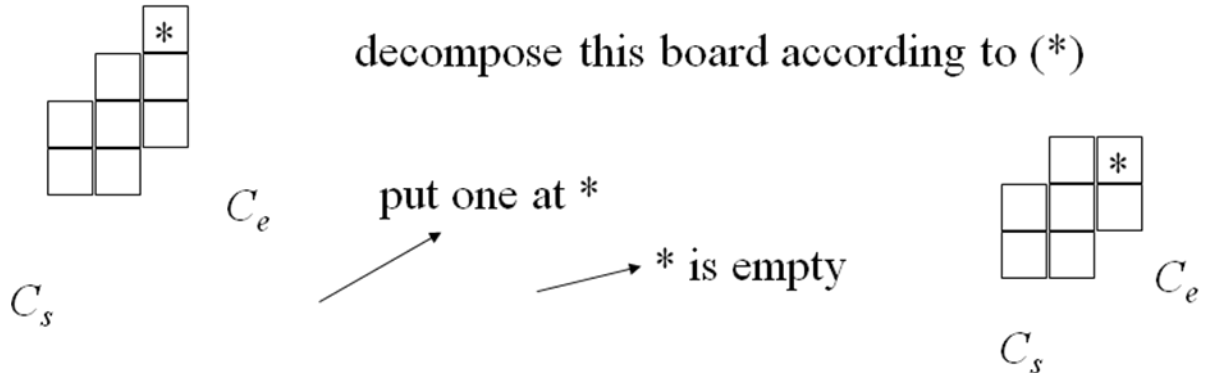 *
decompose this board according to (*)
*
put one at *
C_e
* is empty
C_e
C_s
C_s